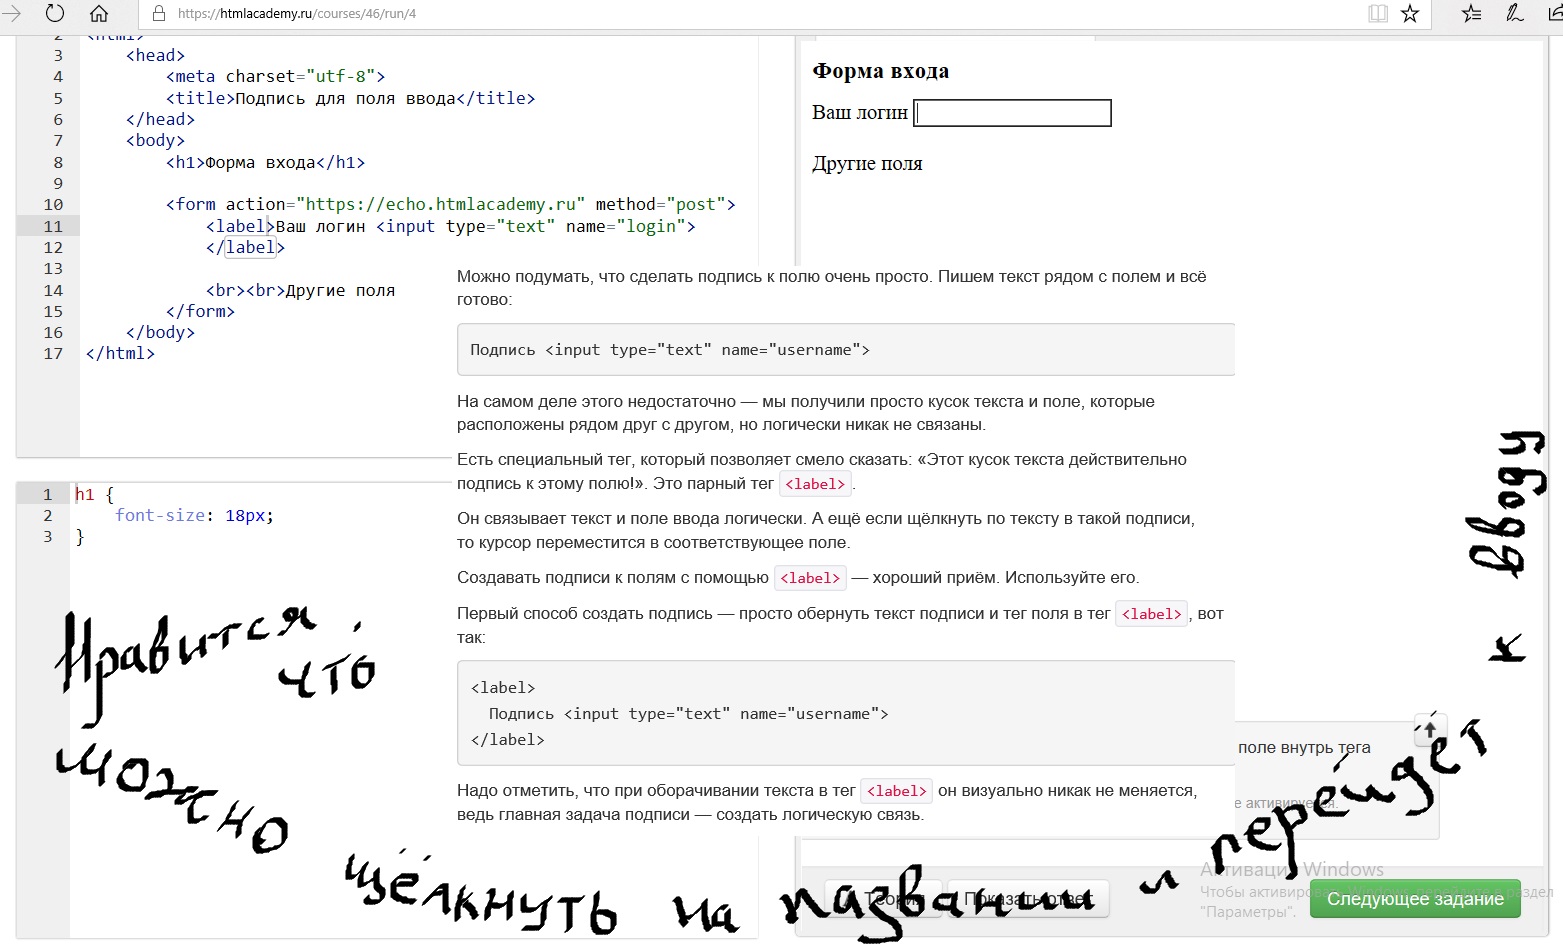 https://htmlacademy.ru/courses/46/run/4
2 <html>
3 <head>
4 <meta charset="utf-8">
5 <title>Подпись для поля ввода</title>
6 </head>
7 <body>
8 <h1>Форма входа</h1>
9
10 <form action="https://echo.htmlacademy.ru" method="post">
11 <label>Ваш логин <input type="text" name="login">
12 </label>
13
14 <br><br>Другие поля
15 </form>
16 </body>
17 </html>
Форма входа
Ваш логин
Другие поля
Можно подумать, что сделать подпись к полю очень просто. Пишем текст рядом с полем и всё
готово:
Подпись <input type="text" name="username">
На самом деле этого недостаточно — мы получили просто кусок текста и поле, которые
расположены рядом друг с другом, но логически никак не связаны.
Есть специальный тег, который позволяет смело сказать: «Этот кусок текста действительно
подпись к этому полю!». Это парный тег <label>.
Он связывает текст и поле ввода логически. А ещё если щёлкнуть по тексту в такой подписи,
то курсор переместится в соответствующее поле.
Создавать подписи к полям с помощью <label> — хороший приём. Используйте его.
Первый способ создать подпись — просто обернуть текст подписи и тег поля в тег <label>, вот
так:
<label>
Подпись <input type="text" name="username">
</label>
Надо отметить, что при оборачивании текста в тег <label> он визуально никак не меняется,
ведь главная задача подписи — создать логическую связь.
1 h1 {
2 font-size: 18px;
3 }
поле внутрь тега
е активируется.
Нравится
что
можно
щёлкнуть на названии и перейдёт к вводу
Активация Windows
Чтобы активировать Windows, перейдите в раздел
"Параметры".
Теория
Показать ответ
Следующее задание